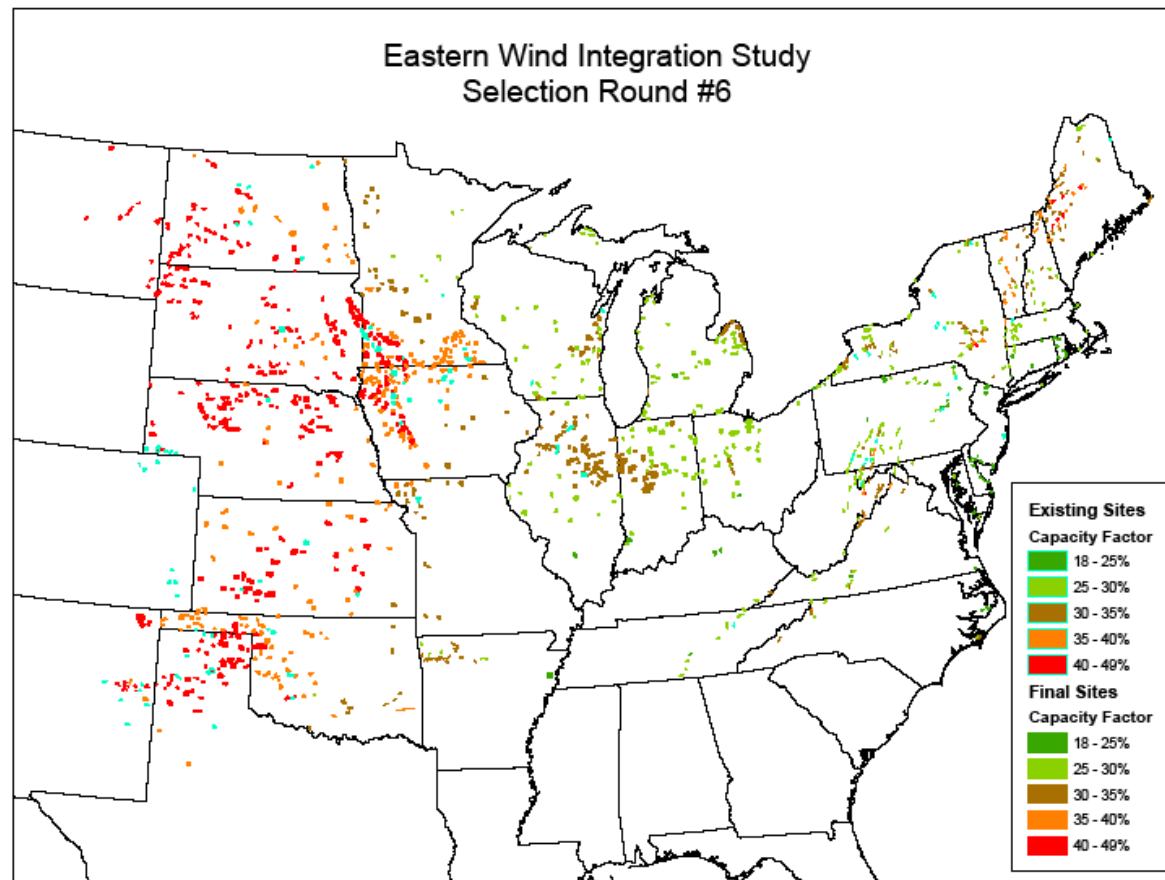 Eastern Wind Integration Study
Selection Round #6
Existing Sites
Capacity Factor
18 - 25%
25 - 30%
30 - 35%
35 - 40%
40 - 49%
Final Sites
Capacity Factor
18 - 25%
25 - 30%
30 - 35%
35 - 40%
40 - 49%